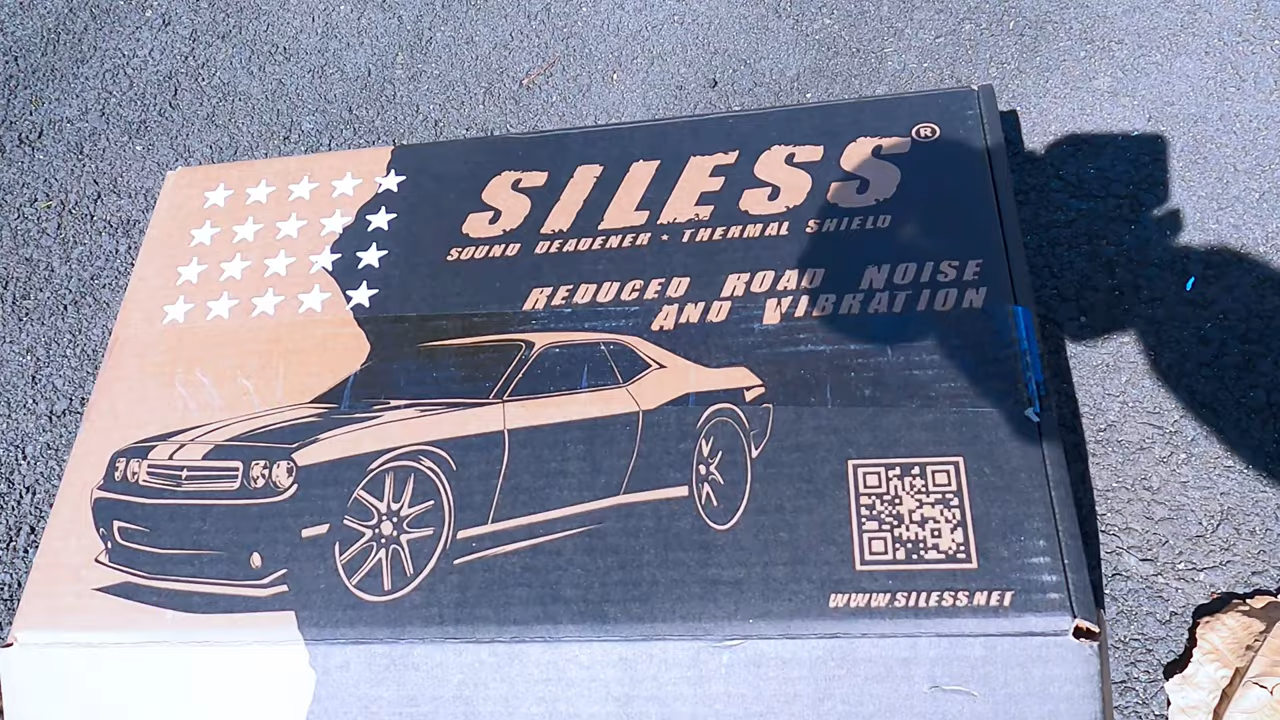 SILESS®
SOUND DEADENER ★ THERMAL SHIELD
REDUCED ROAD NOISE
AND VIBRATION
WWW.SILESS.NET